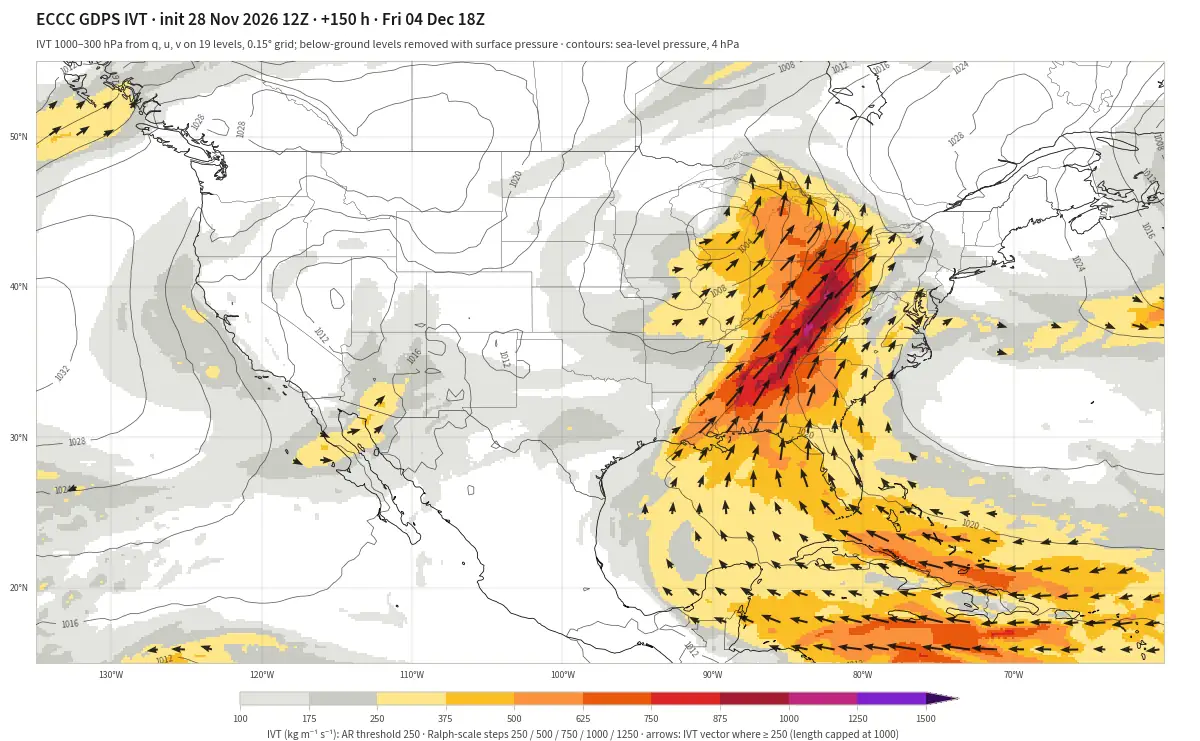 ECCC GDPS IVT · init 28 Nov 2026 12Z · +150 h · Fri 04 Dec 18Z
IVT 1000–300 hPa from q, u, v on 19 levels, 0.15° grid; below-ground levels removed with surface pressure · contours: sea-level pressure, 4 hPa
1008
1012
1016
1024
50°N
1028
1028
1028
1008
1020
1016
1004
1024
40°N
1008
1012
1016
1012
1032
30°N
1028
1020
1020
20°N
1016
1012
1012
130°W
120°W
110°W
100°W
90°W
80°W
70°W
100
175
250
375
500
625
750
875
1000
1250
1500
IVT (kg m⁻¹ s⁻¹): AR threshold 250 · Ralph-scale steps 250 / 500 / 750 / 1000 / 1250 · arrows: IVT vector where ≥ 250 (length capped at 1000)